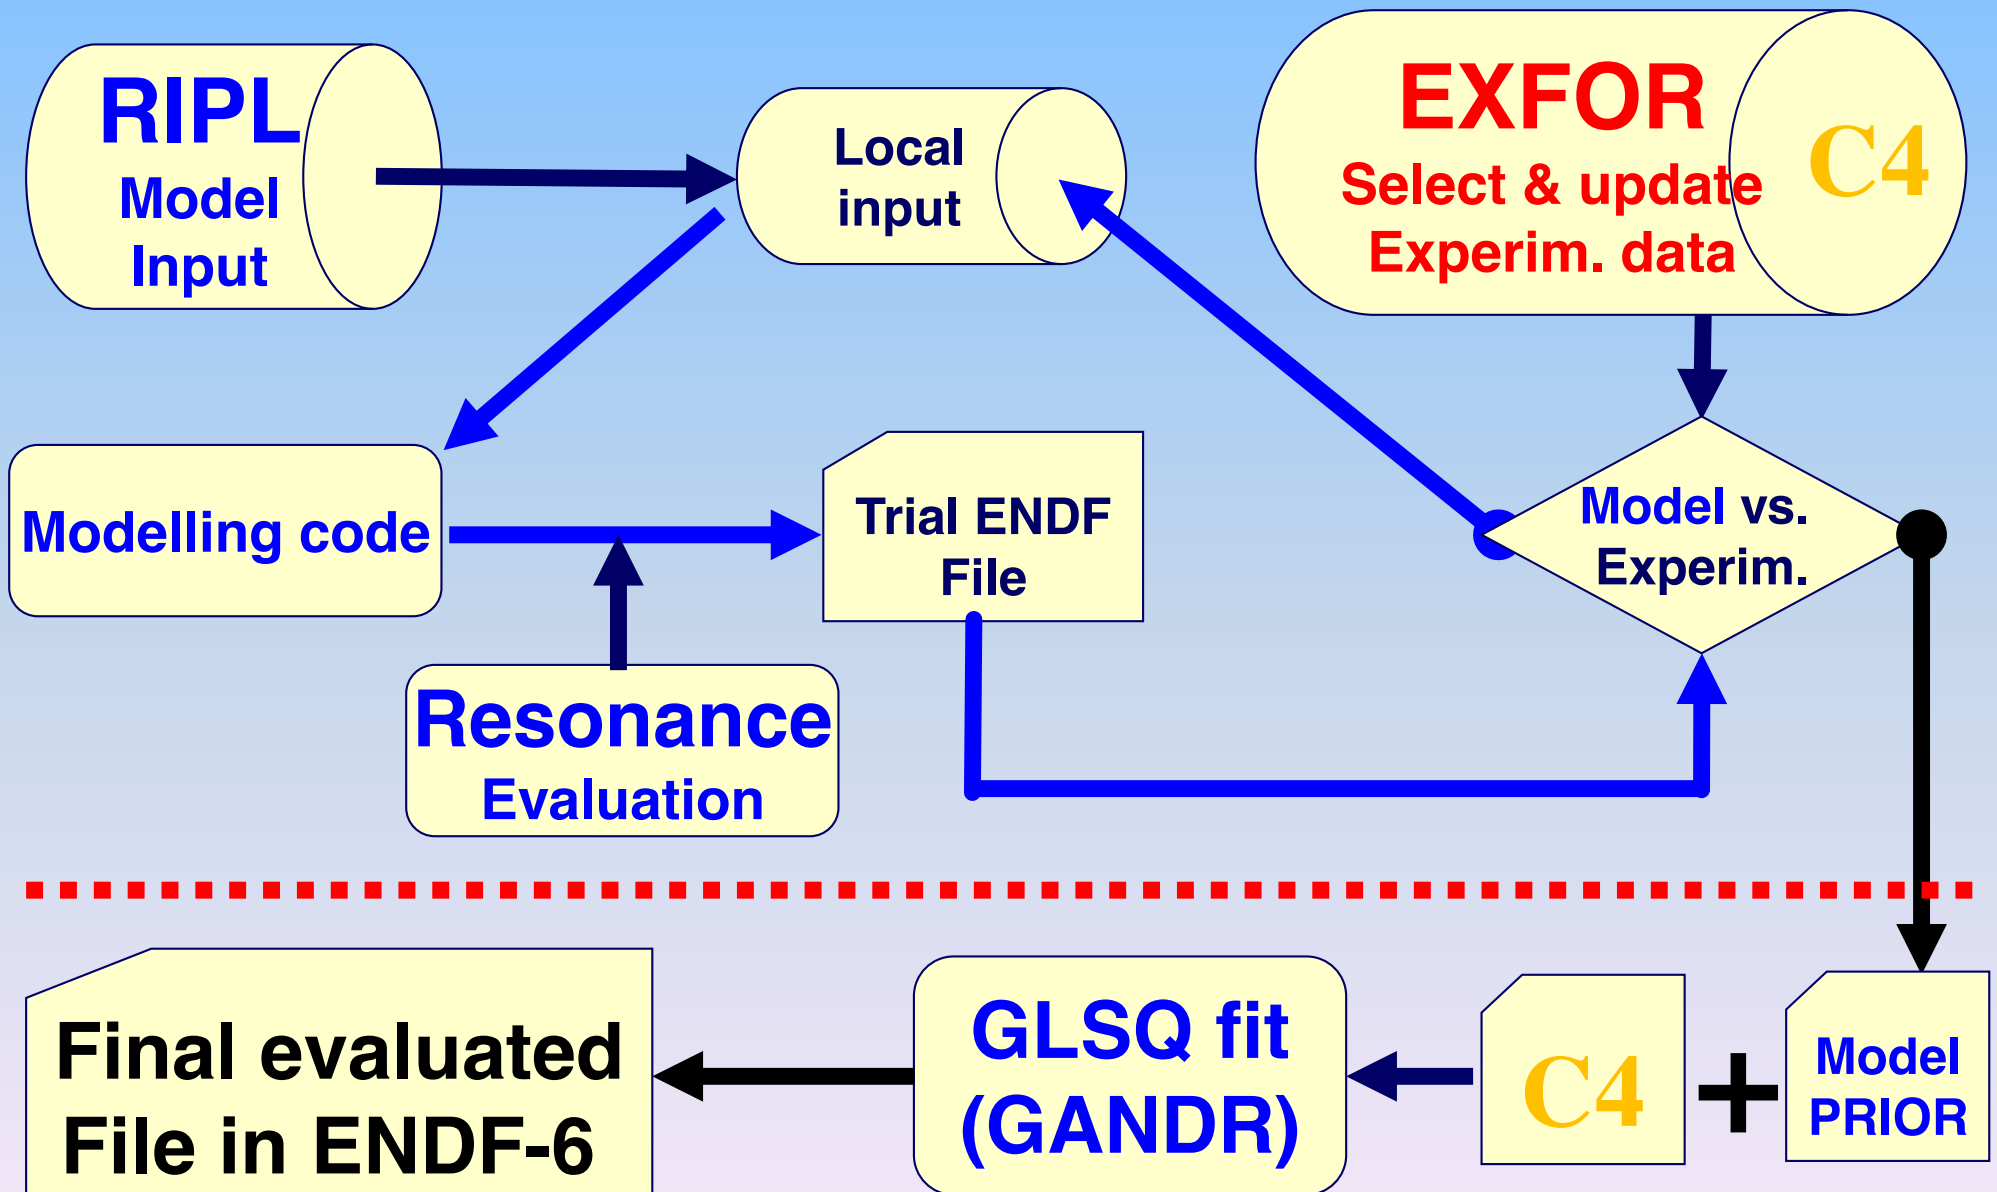 RIPL
Model
Input
Local
input
EXFOR
Select & update
Experim. data
C4
Modelling code
Trial ENDF
File
Model vs.
Experim.
Resonance
Evaluation
Final evaluated
File in ENDF-6
GLSQ fit
(GANDR)
C4
+
Model
PRIOR